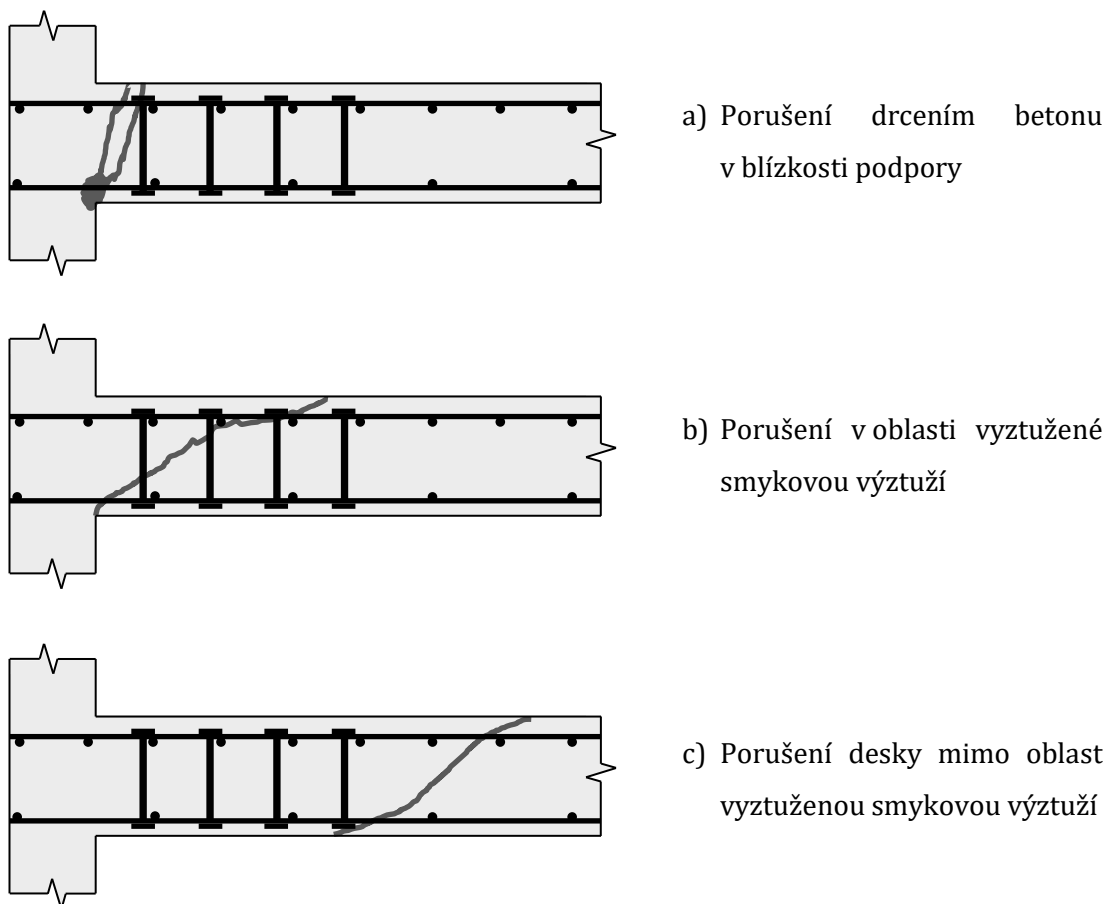 a) Porušení drcením betonu
v blízkosti podpory
b) Porušení v oblasti vyztužené
smykovou výztuží
c) Porušení desky mimo oblast
vyztuženou smykovou výztuží